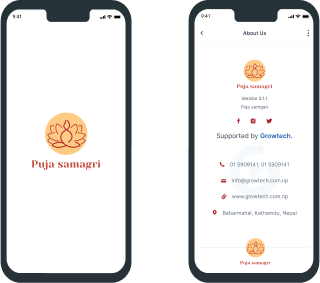 9:41
Puja samagri
9:41
About Us
Puja samagri
Version 3.1.1
Puja samgari
Supported by Growtech.
01 5909141, 01 5909141
info@growtech.com.np
www.growtech.com.np
Babarmahal, Kathamdu, Nepal
Puja samagri